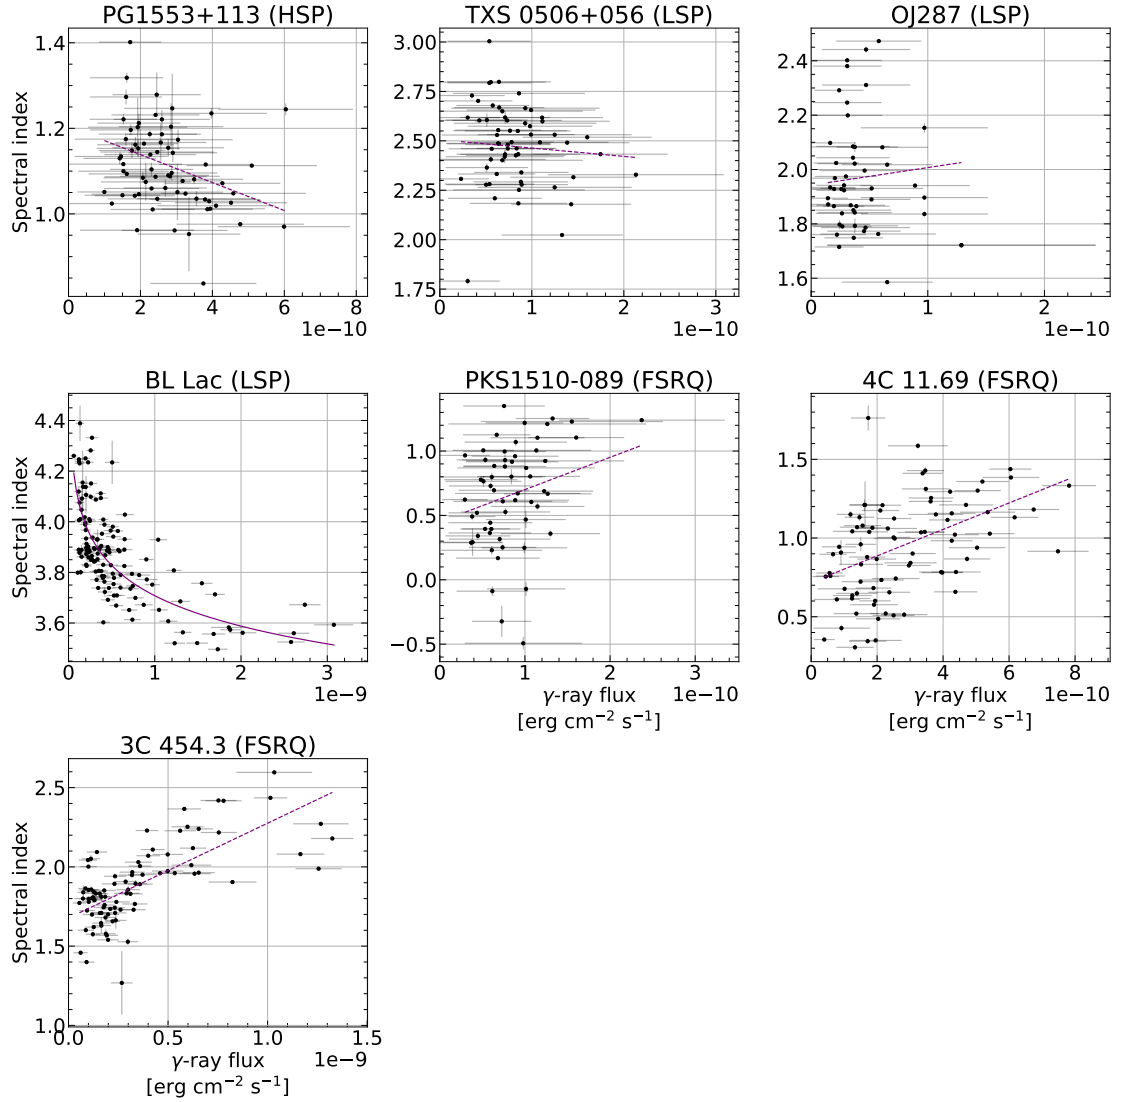 PG1553+113 (HSP)
TXS 0506+056 (LSP)
OJ287 (LSP)
Spectral index
1.4
1.2
1.0
0
2
4
6
1e−10
3.00
2.75
2.50
2.25
2.00
1.75
0
1
2
3
1e−10
2.4
2.2
2.0
1.8
1.6
0
1
2
1e−10
BL Lac (LSP)
PKS1510-089 (FSRQ)
4C 11.69 (FSRQ)
Spectral index
4.4
4.2
4.0
3.8
3.6
0
1
2
3
1e−9
1.0
0.5
0.0
−0.5
0
1
2
3
γ-ray flux
1e−10
[erg cm⁻² s⁻¹]
1.5
1.0
0.5
0
2
4
6
8
γ-ray flux
1e−10
[erg cm⁻² s⁻¹]
3C 454.3 (FSRQ)
Spectral index
2.5
2.0
1.5
1.0
0.0
0.5
1.0
1.5
γ-ray flux
1e−9
[erg cm⁻² s⁻¹]